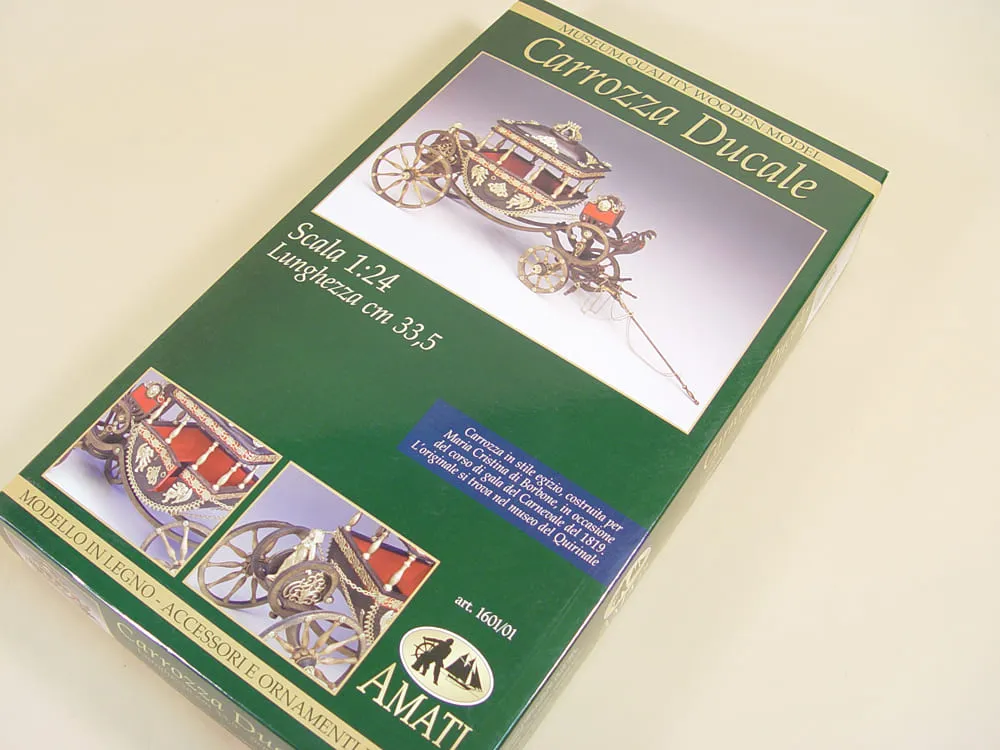 MUSEUM QUALITY WOODEN MODEL
Carrozza Ducale
Scala 1:24
Lunghezza cm 33,5
Carrozza in stile egizio, costruita per
Maria Cristina di Borbone, in occasione
del corso di gala del Carnevale del 1819.
L'originale si trova nel museo del Quirinale
art. 1601/01
AMATI
MODELLO IN LEGNO - ACCESSORI E ORNAMENTI
Carrozza Du